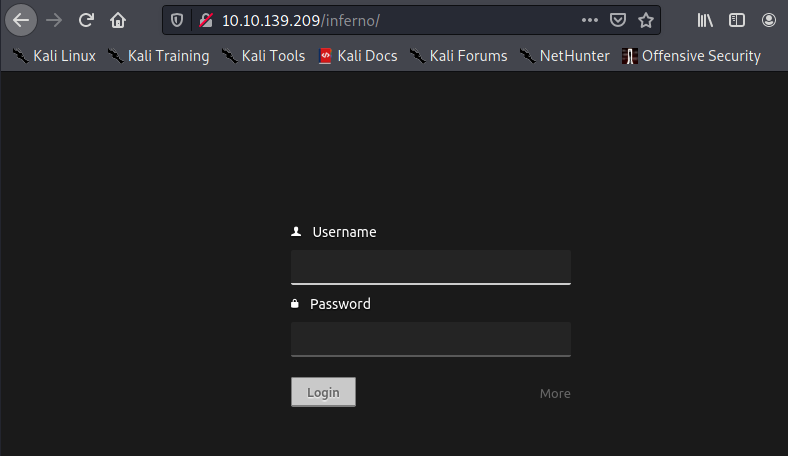 10.10.139.209/inferno/
Kali Linux Kali Training Kali Tools Kali Docs Kali Forums NetHunter Offensive Security
Username
Password
Login More